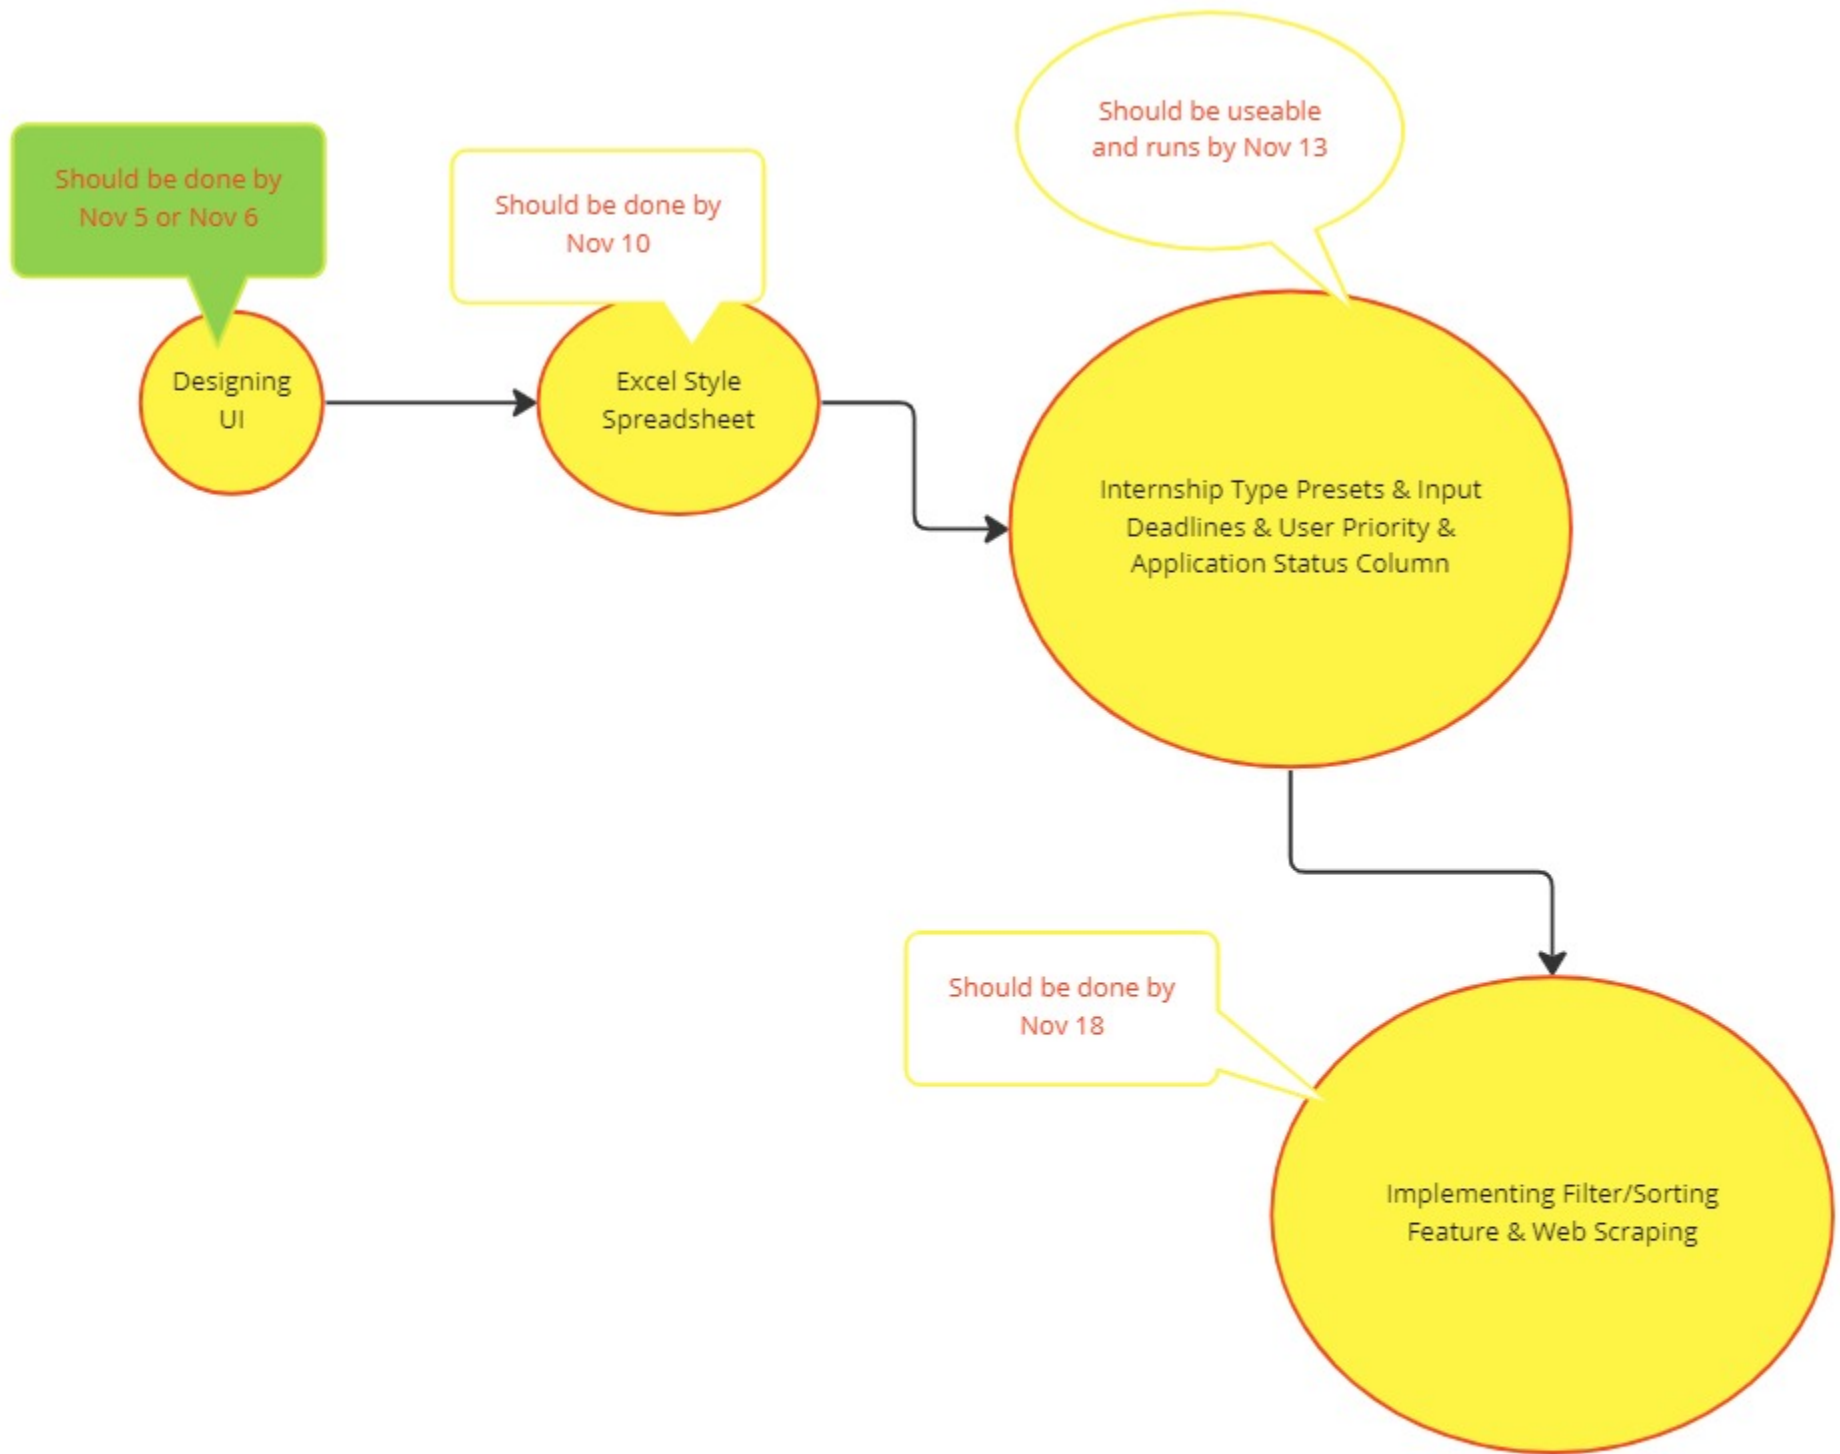 Should be done by
Nov 5 or Nov 6
Designing
UI
Should be done by
Nov 10
Excel Style
Spreadsheet
Should be useable
and runs by Nov 13
Internship Type Presets & Input
Deadlines & User Priority &
Application Status Column
Should be done by
Nov 18
Implementing Filter/Sorting
Feature & Web Scraping